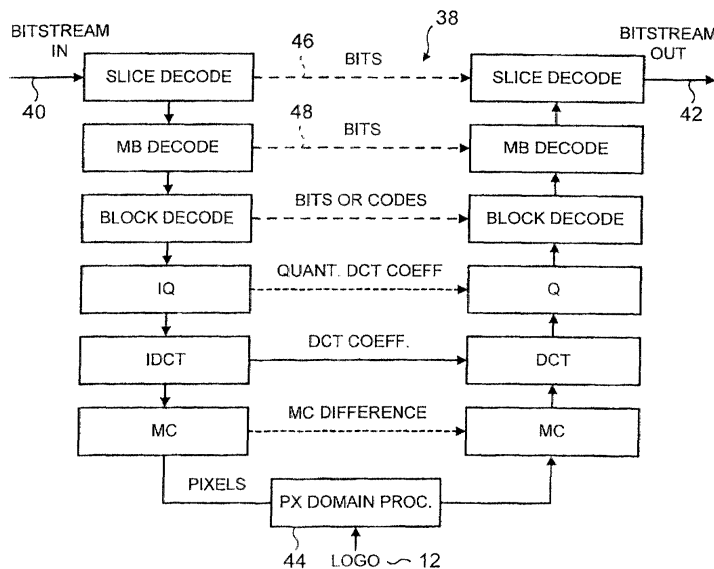 BITSTREAM
IN
40
SLICE DECODE
46
BITS
38
SLICE DECODE
BITSTREAM
OUT
42
MB DECODE
48
BITS
MB DECODE
BLOCK DECODE
BITS OR CODES
BLOCK DECODE
IQ
QUANT. DCT COEFF
Q
IDCT
DCT COEFF.
DCT
MC
MC DIFFERENCE
MC
PIXELS
PX DOMAIN PROC.
44
LOGO
12